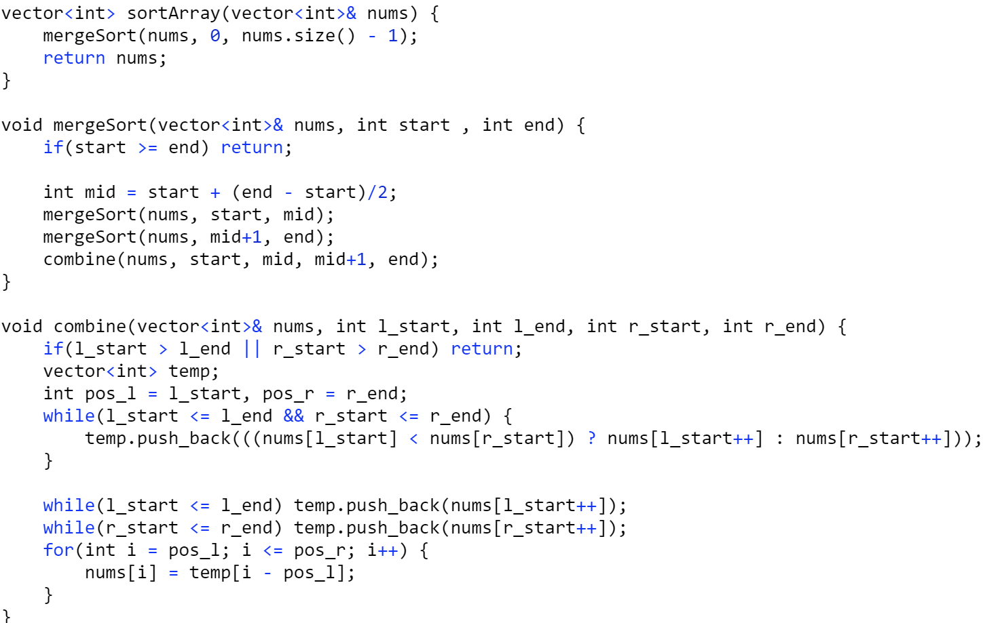 vector<int> sortArray(vector<int>& nums) {
    mergeSort(nums, 0, nums.size() - 1);
    return nums;
}

void mergeSort(vector<int>& nums, int start , int end) {
    if(start >= end) return;

    int mid = start + (end - start)/2;
    mergeSort(nums, start, mid);
    mergeSort(nums, mid+1, end);
    combine(nums, start, mid, mid+1, end);
}

void combine(vector<int>& nums, int l_start, int l_end, int r_start, int r_end) {
    if(l_start > l_end || r_start > r_end) return;
    vector<int> temp;
    int pos_l = l_start, pos_r = r_end;
    while(l_start <= l_end && r_start <= r_end) {
        temp.push_back(((nums[l_start] < nums[r_start]) ? nums[l_start++] : nums[r_start++]));
    }

    while(l_start <= l_end) temp.push_back(nums[l_start++]);
    while(r_start <= r_end) temp.push_back(nums[r_start++]);
    for(int i = pos_l; i <= pos_r; i++) {
        nums[i] = temp[i - pos_l];
    }
}